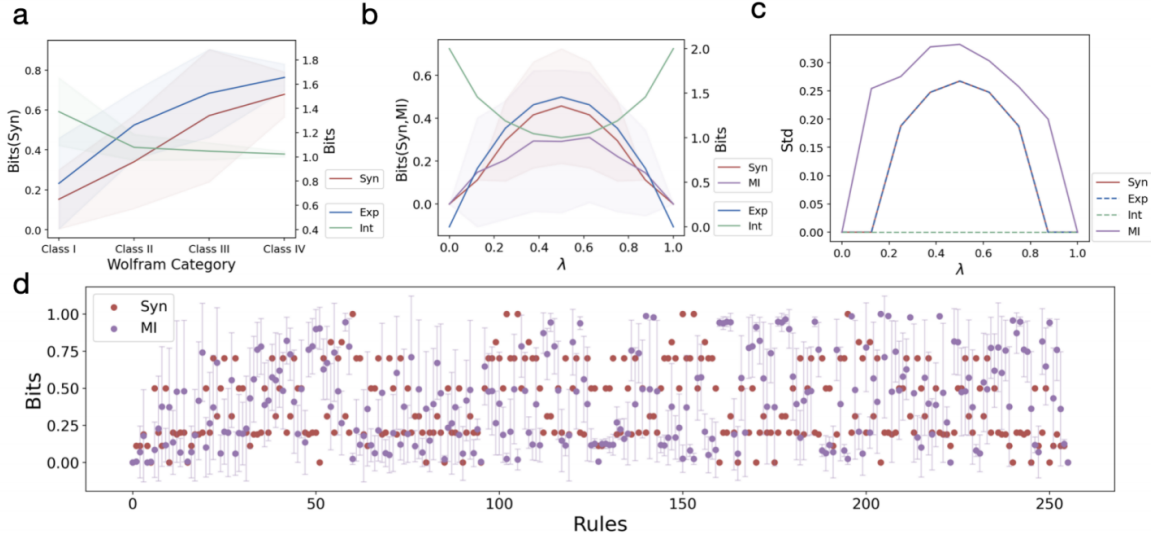 a
b
c
0.8
0.6
0.4
0.2
0.0
Bits(Syn)
1.8
1.6
1.4
1.2
1.0
0.8
0.6
0.4
Bits
Class I
Class II
Class III
Class IV
Wolfram Category
Syn
Exp
Int
0.6
0.4
0.2
0.0
Bits(Syn,MI)
2.0
1.5
1.0
0.5
0.0
Bits
0.0
0.2
0.4
0.6
0.8
1.0
λ
Syn
MI
Exp
Int
0.30
0.25
0.20
0.15
0.10
0.05
0.00
Std
0.0
0.2
0.4
0.6
0.8
1.0
λ
Syn
Exp
Int
MI
d
1.00
0.75
0.50
0.25
0.00
Bits
Syn
MI
0
50
100
150
200
250
Rules